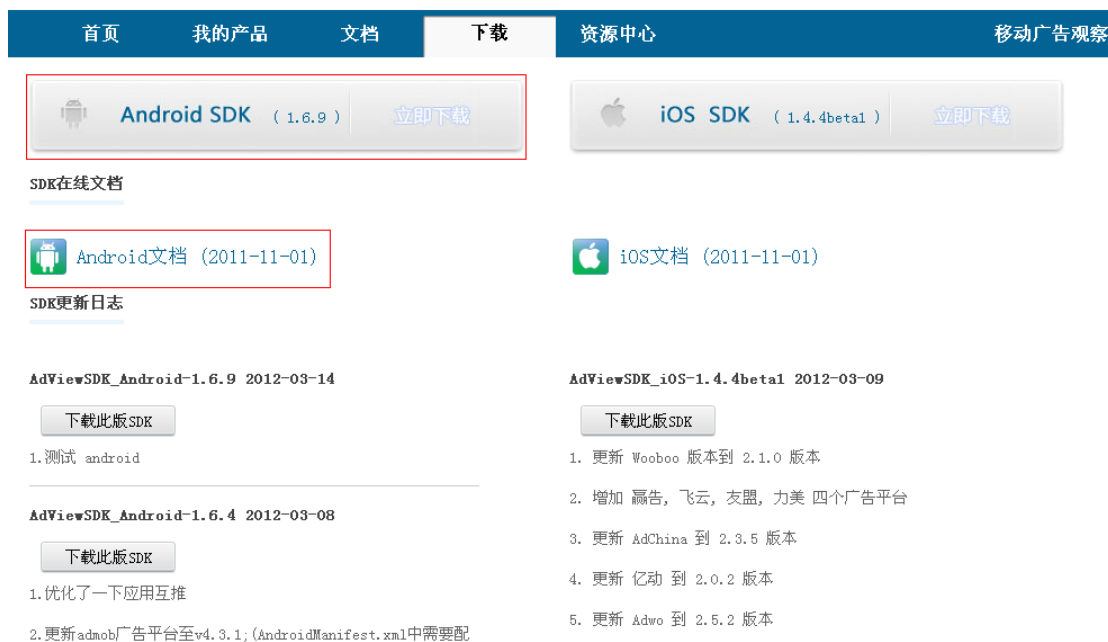 首页 我的产品 文档 下载 资源中心 移动广告观察
Android SDK ( 1.6.9 ) 立即下载
iOS SDK ( 1.4.4beta1 ) 立即下载
SDK在线文档
Android文档 (2011-11-01)
iOS文档 (2011-11-01)
SDK更新日志
AdViewSDK_Android-1.6.9 2012-03-14
下载此版SDK
1.测试 android
AdViewSDK_Android-1.6.4 2012-03-08
下载此版SDK
1.优化了一下应用互推
2.更新admob广告平台至v4.3.1;(AndroidManifest.xml中需要配
AdViewSDK_iOS-1.4.4beta1 2012-03-09
下载此版SDK
1. 更新 Wooboo 版本到 2.1.0 版本
2. 增加 赢告, 飞云, 友盟, 力美 四个广告平台
3. 更新 AdChina 到 2.3.5 版本
4. 更新 亿动 到 2.0.2 版本
5. 更新 Adwo 到 2.5.2 版本